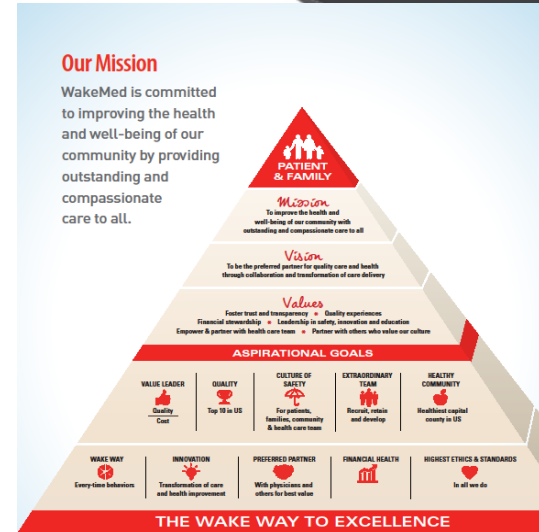 Our Mission
WakeMed is committed
to improving the health
and well-being of our
community by providing
outstanding and
compassionate
care to all.
PATIENT
& FAMILY
Mission
To improve the health and
well-being of our community with
outstanding and compassionate care to all
Vision
To be the preferred partner for quality care and health
through collaboration and transformation of care delivery
Values
Foster trust and transparency • Quality experiences
Financial stewardship • Leadership in safety, innovation and education
Empower & partner with health care team • Partner with others who value our culture
ASPIRATIONAL GOALS
VALUE LEADER
Quality
Cost
QUALITY
Top 10 in US
CULTURE OF
SAFETY
For patients,
families, community
& health care team
EXTRAORDINARY
TEAM
Recruit, retain
and develop
HEALTHY
COMMUNITY
Healthiest capital
county in US
WAKE WAY
Every-time behaviors
INNOVATION
Transformation of care
and health improvement
PREFERRED PARTNER
With physicians and
others for best value
FINANCIAL HEALTH
HIGHEST ETHICS & STANDARDS
In all we do
THE WAKE WAY TO EXCELLENCE